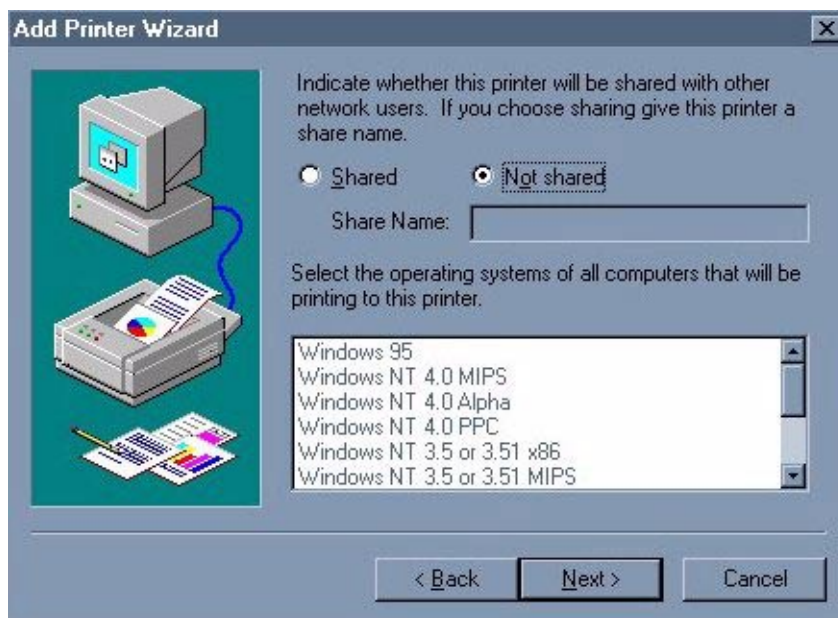 Add Printer Wizard
Indicate whether this printer will be shared with other
network users. If you choose sharing give this printer a
share name.
Shared Not shared
Share Name:
Select the operating systems of all computers that will be
printing to this printer.
Windows 95
Windows NT 4.0 MIPS
Windows NT 4.0 Alpha
Windows NT 4.0 PPC
Windows NT 3.5 or 3.51 x86
Windows NT 3.5 or 3.51 MIPS
< Back Next > Cancel